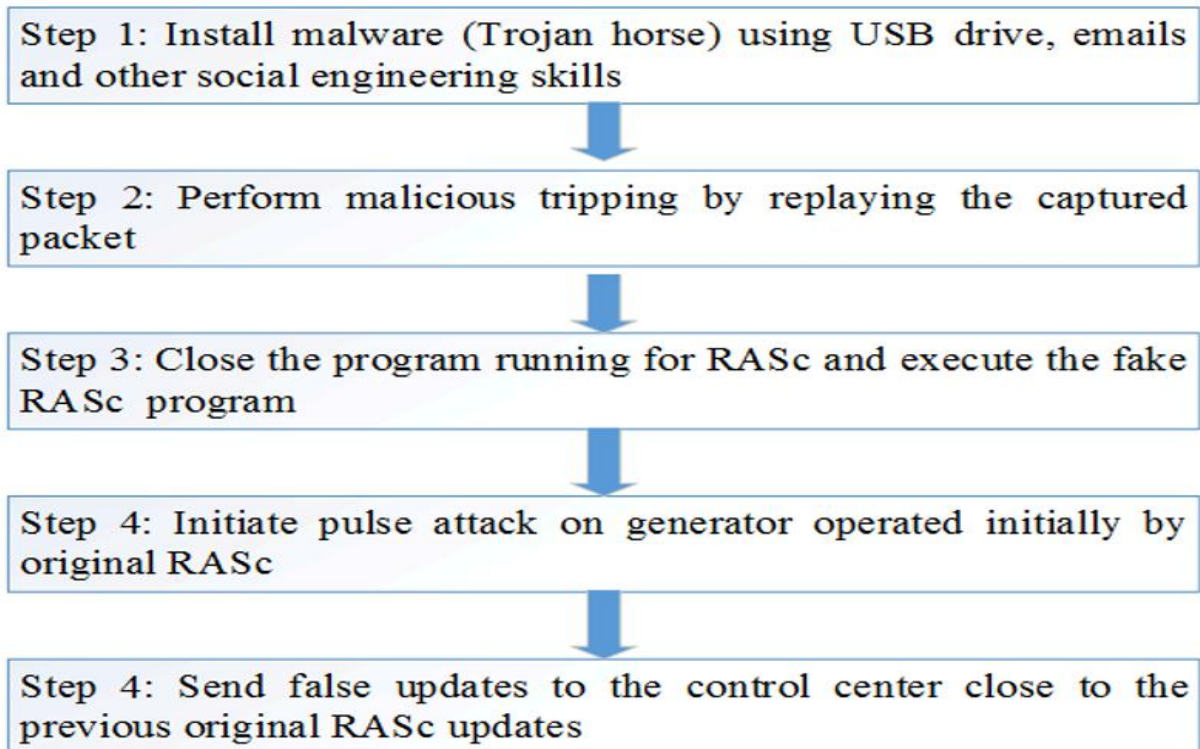 Step 1: Install malware (Trojan horse) using USB drive, emails
and other social engineering skills
Step 2: Perform malicious tripping by replaying the captured
packet
Step 3: Close the program running for RASc and execute the fake
RASc program
Step 4: Initiate pulse attack on generator operated initially by
original RASc
Step 4: Send false updates to the control center close to the
previous original RASc updates